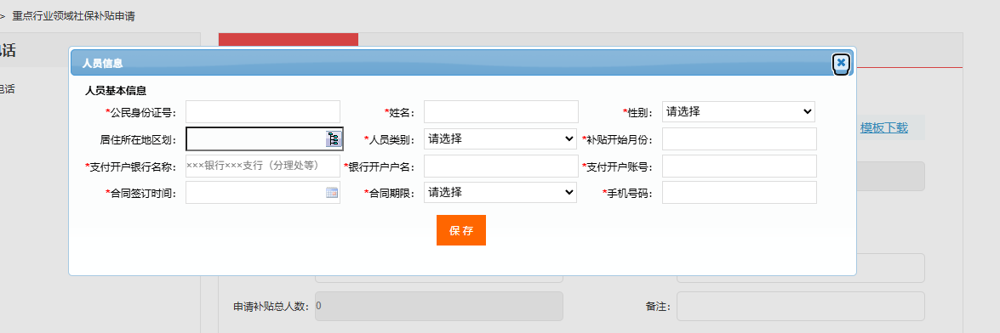 > 重点行业领域社保补贴申请
话
人员信息
电话
人员基本信息
*公民身份证号： *姓名： *性别： 请选择
模板下载
居住所在地区划： *人员类别： 请选择 *补贴开始月份：
*支付开户银行名称： ×××银行×××支行（分理处等） *银行开户户名： *支付开户账号：
*合同签订时间： *合同期限： 请选择 *手机号码：
保 存
申请补贴总人数： 0 备注：